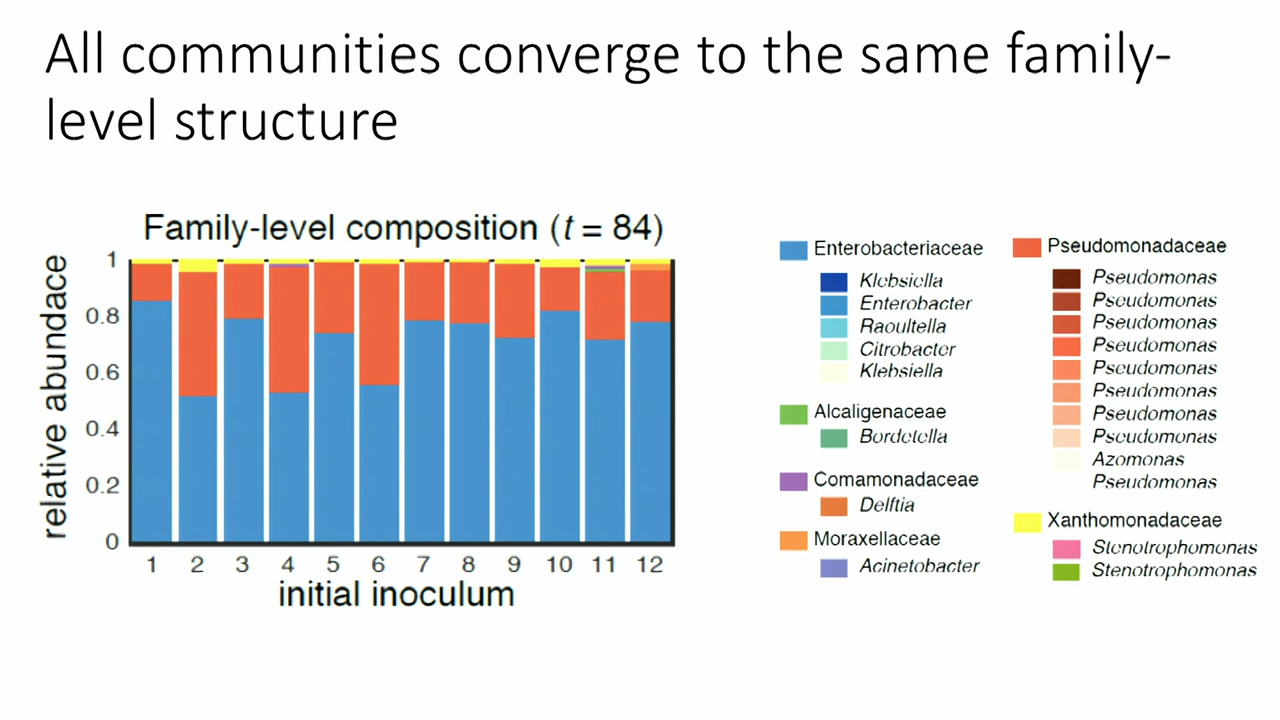 All communities converge to the same family-
level structure
Family-level composition (t = 84)
relative abundace
1
0.8
0.6
0.4
0.2
0
1 2 3 4 5 6 7 8 9 10 11 12
initial inoculum
Enterobacteriaceae
Klebsiella
Enterobacter
Raoultella
Citrobacter
Klebsiella
Alcaligenaceae
Bordetella
Comamonadaceae
Delftia
Moraxellaceae
Acinetobacter
Pseudomonadaceae
Pseudomonas
Pseudomonas
Pseudomonas
Pseudomonas
Pseudomonas
Pseudomonas
Pseudomonas
Pseudomonas
Azomonas
Pseudomonas
Xanthomonadaceae
Stenotrophomonas
Stenotrophomonas